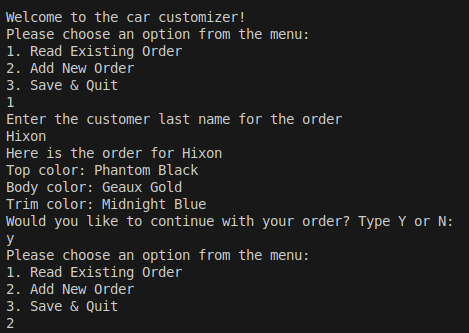 Welcome to the car customizer!
Please choose an option from the menu:
1. Read Existing Order
2. Add New Order
3. Save & Quit
1
Enter the customer last name for the order
Hixon
Here is the order for Hixon
Top color: Phantom Black
Body color: Geaux Gold
Trim color: Midnight Blue
Would you like to continue with your order? Type Y or N:
y
Please choose an option from the menu:
1. Read Existing Order
2. Add New Order
3. Save & Quit
2